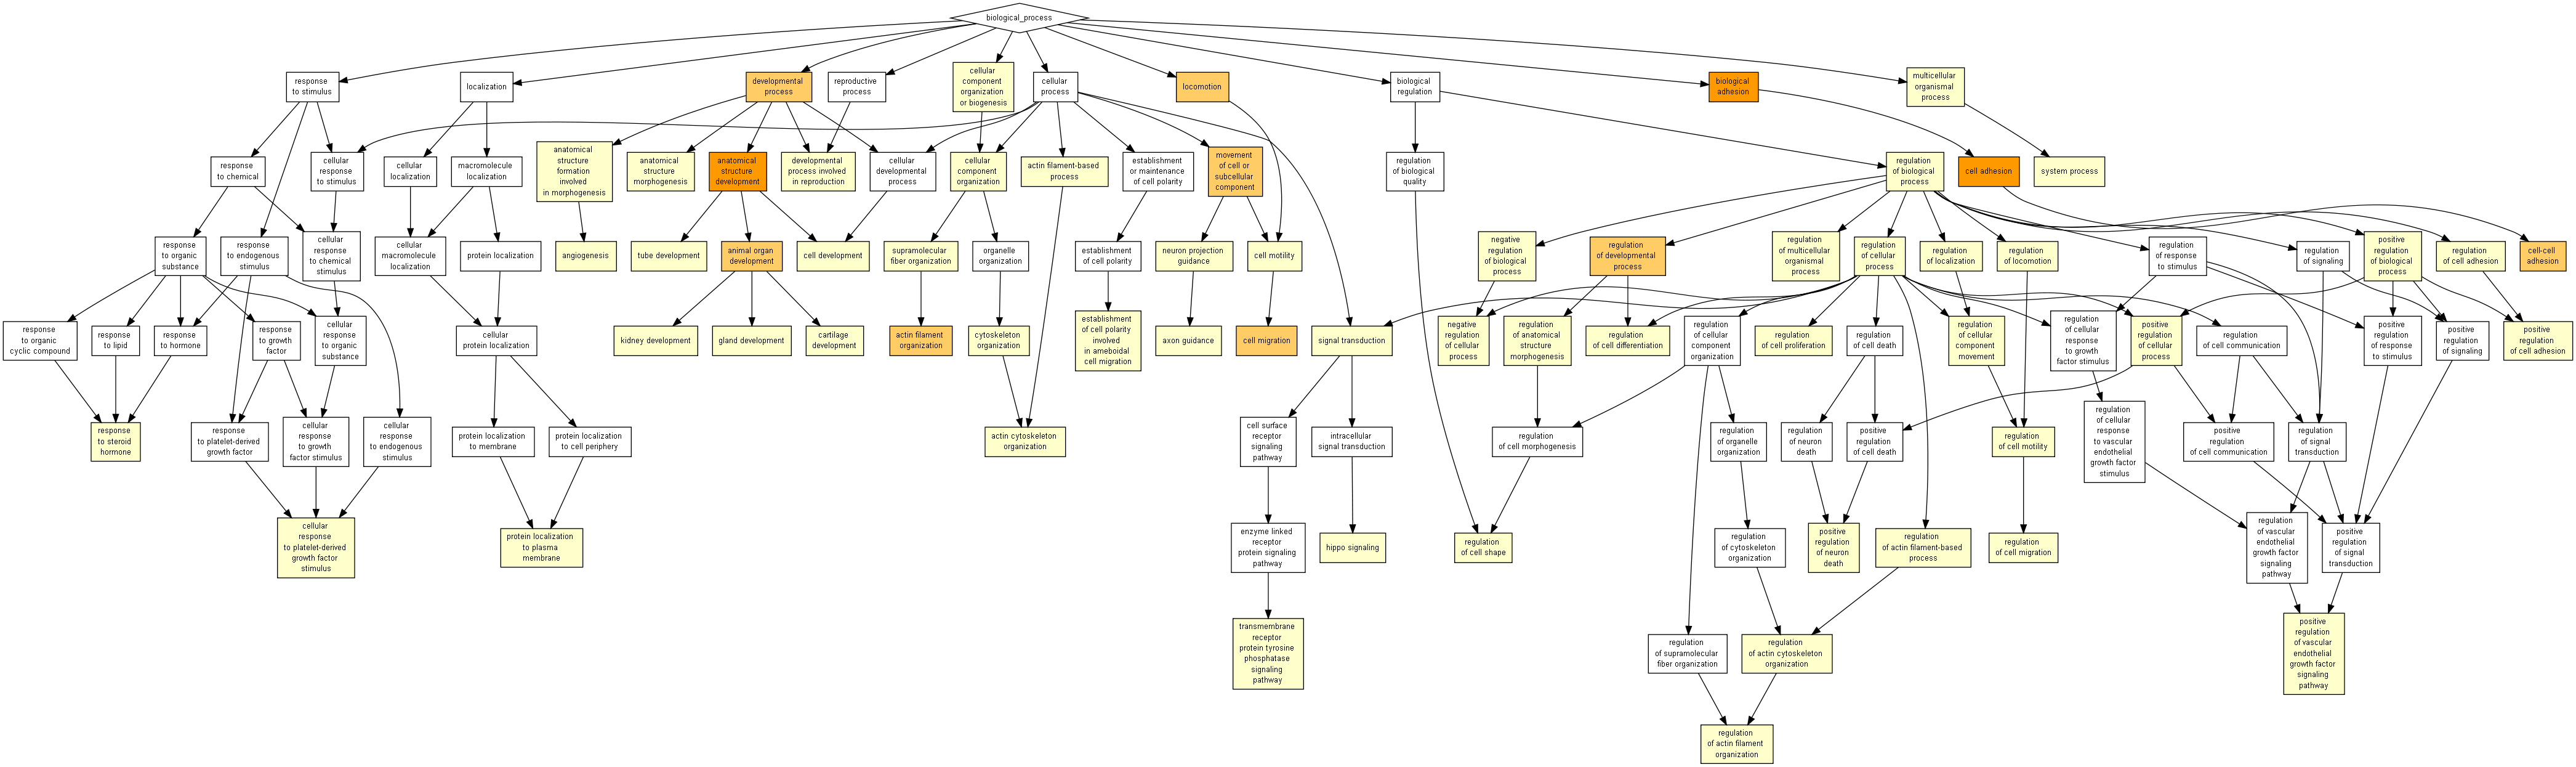 biological_process
response
to stimulus
localization
developmental
process
reproductive
process
cellular
component
organization
or biogenesis
cellular
process
locomotion
biological
regulation
biological
adhesion
multicellular
organismal
process
response
to chemical
cellular
response
to stimulus
cellular
localization
macromolecule
localization
anatomical
structure
formation
involved
in morphogenesis
anatomical
structure
morphogenesis
anatomical
structure
development
developmental
process involved
in reproduction
cellular
developmental
process
cellular
component
organization
actin filament-based
process
establishment
or maintenance
of cell polarity
movement
of cell or
subcellular
component
regulation
of biological
quality
regulation
of biological
process
cell adhesion
system process
response
to organic
substance
response
to endogenous
stimulus
cellular
response
to chemical
stimulus
cellular
macromolecule
localization
protein localization
angiogenesis
tube development
animal organ
development
cell development
supramolecular
fiber organization
organelle
organization
establishment
of cell polarity
neuron projection
guidance
cell motility
negative
regulation
of biological
process
regulation
of developmental
process
regulation
of multicellular
organismal
process
regulation
of cellular
process
regulation
of localization
regulation
of locomotion
regulation
of response
to stimulus
regulation
of signaling
positive
regulation
of biological
process
regulation
of cell adhesion
cell-cell
adhesion
response
to organic
cyclic compound
response
to lipid
response
to hormone
response
to growth
factor
cellular
response
to organic
substance
cellular
protein localization
kidney development
gland development
cartilage
development
actin filament
organization
cytoskeleton
organization
establishment
of cell polarity
involved
in ameboidal
cell migration
axon guidance
cell migration
signal transduction
negative
regulation
of cellular
process
regulation
of anatomical
structure
morphogenesis
regulation
of cell differentiation
regulation
of cellular
component
organization
regulation
of cell proliferation
regulation
of cell death
regulation
of cellular
component
movement
regulation
of cellular
response
to growth
factor stimulus
positive
regulation
of cellular
process
regulation
of cell communication
positive
regulation
of response
to stimulus
positive
regulation
of signaling
positive
regulation
of cell adhesion
response
to steroid
hormone
response
to platelet-derived
growth factor
cellular
response
to growth
factor stimulus
cellular
response
to endogenous
stimulus
protein localization
to membrane
protein localization
to cell periphery
actin cytoskeleton
organization
cell surface
receptor
signaling
pathway
intracellular
signal transduction
regulation
of cell morphogenesis
regulation
of organelle
organization
regulation
of neuron
death
positive
regulation
of cell death
regulation
of cell motility
regulation
of cellular
response
to vascular
endothelial
growth factor
stimulus
positive
regulation
of cell communication
regulation
of signal
transduction
cellular
response
to platelet-derived
growth factor
stimulus
protein localization
to plasma
membrane
enzyme linked
receptor
protein signaling
pathway
hippo signaling
regulation
of cell shape
regulation
of cytoskeleton
organization
positive
regulation
of neuron
death
regulation
of actin filament-based
process
regulation
of cell migration
regulation
of vascular
endothelial
growth factor
signaling
pathway
positive
regulation
of signal
transduction
transmembrane
receptor
protein tyrosine
phosphatase
signaling
pathway
regulation
of supramolecular
fiber organization
regulation
of actin cytoskeleton
organization
positive
regulation
of vascular
endothelial
growth factor
signaling
pathway
regulation
of actin filament
organization